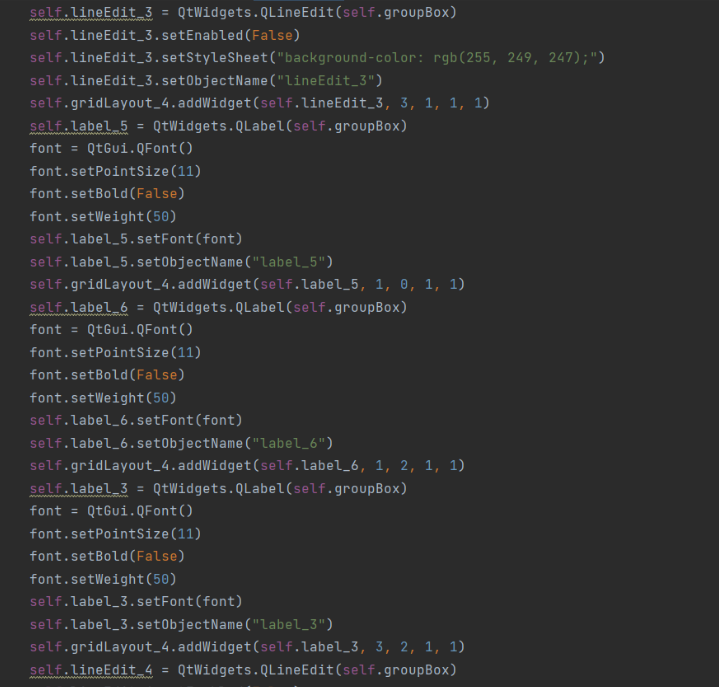 self.lineEdit_3 = QtWidgets.QLineEdit(self.groupBox)
self.lineEdit_3.setEnabled(False)
self.lineEdit_3.setStyleSheet("background-color: rgb(255, 249, 247);")
self.lineEdit_3.setObjectName("lineEdit_3")
self.gridLayout_4.addWidget(self.lineEdit_3, 3, 1, 1, 1)
self.label_5 = QtWidgets.QLabel(self.groupBox)
font = QtGui.QFont()
font.setPointSize(11)
font.setBold(False)
font.setWeight(50)
self.label_5.setFont(font)
self.label_5.setObjectName("label_5")
self.gridLayout_4.addWidget(self.label_5, 1, 0, 1, 1)
self.label_6 = QtWidgets.QLabel(self.groupBox)
font = QtGui.QFont()
font.setPointSize(11)
font.setBold(False)
font.setWeight(50)
self.label_6.setFont(font)
self.label_6.setObjectName("label_6")
self.gridLayout_4.addWidget(self.label_6, 1, 2, 1, 1)
self.label_3 = QtWidgets.QLabel(self.groupBox)
font = QtGui.QFont()
font.setPointSize(11)
font.setBold(False)
font.setWeight(50)
self.label_3.setFont(font)
self.label_3.setObjectName("label_3")
self.gridLayout_4.addWidget(self.label_3, 3, 2, 1, 1)
self.lineEdit_4 = QtWidgets.QLineEdit(self.groupBox)